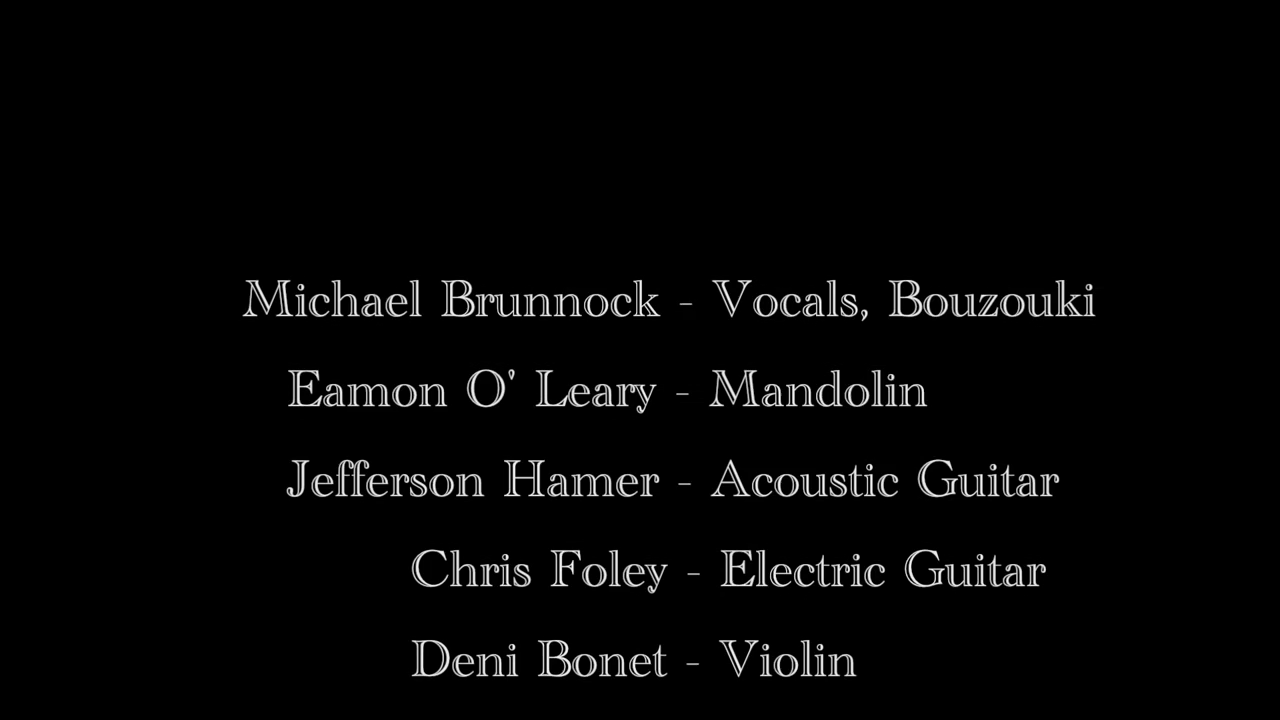 Michael Brunnock - Vocals, Bouzouki
Eamon O' Leary - Mandolin
Jefferson Hamer - Acoustic Guitar
Chris Foley - Electric Guitar
Deni Bonet - Violin